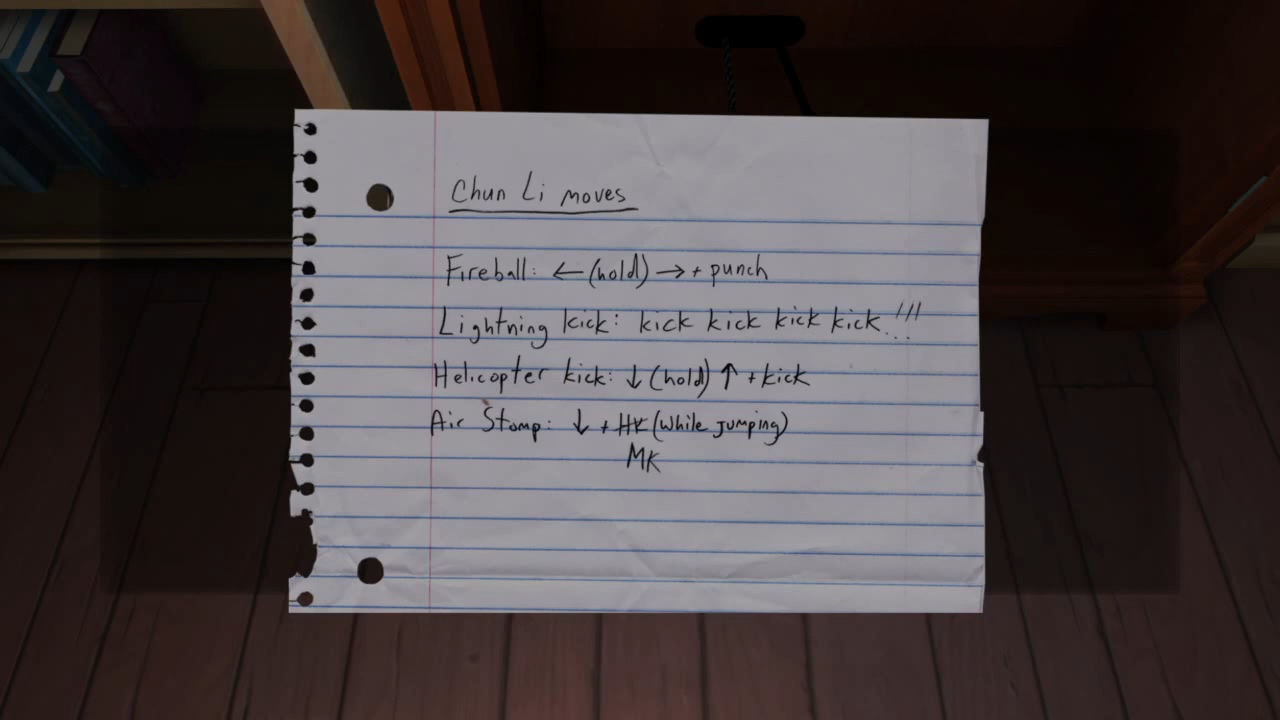 Chun Li moves
Fireball: ← (hold) → + punch
Lightning kick: kick kick kick kick!!!
Helicopter kick: ↓ (hold) ↑ + kick
Air Stomp: ↓ + HK (while jumping)
MK